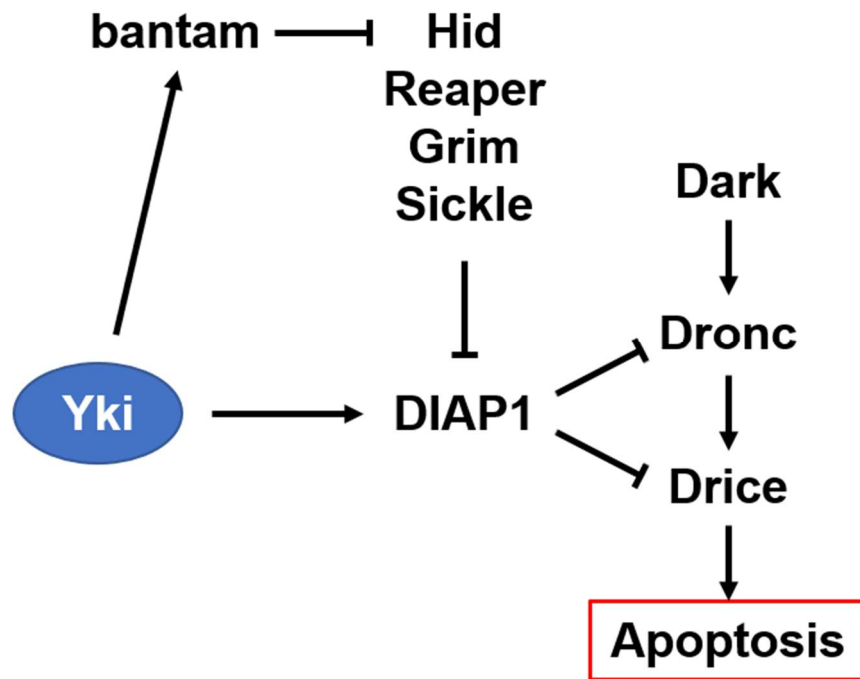 bantam
Hid
Reaper
Grim
Sickle
Dark
Dronc
Yki
DIAP1
Drice
Apoptosis